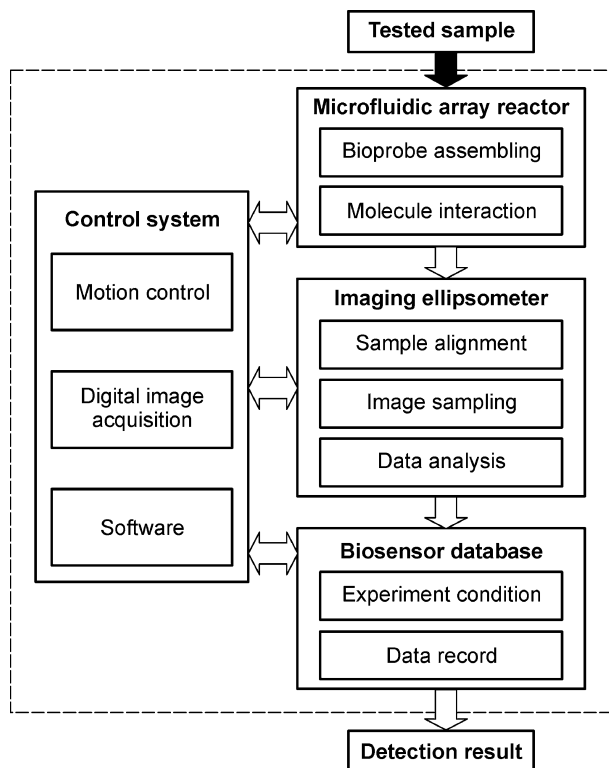 Tested sample
Microfluidic array reactor
Bioprobe assembling
Molecule interaction
Control system
Motion control
Digital image
acquisition
Software
Imaging ellipsometer
Sample alignment
Image sampling
Data analysis
Biosensor database
Experiment condition
Data record
Detection result